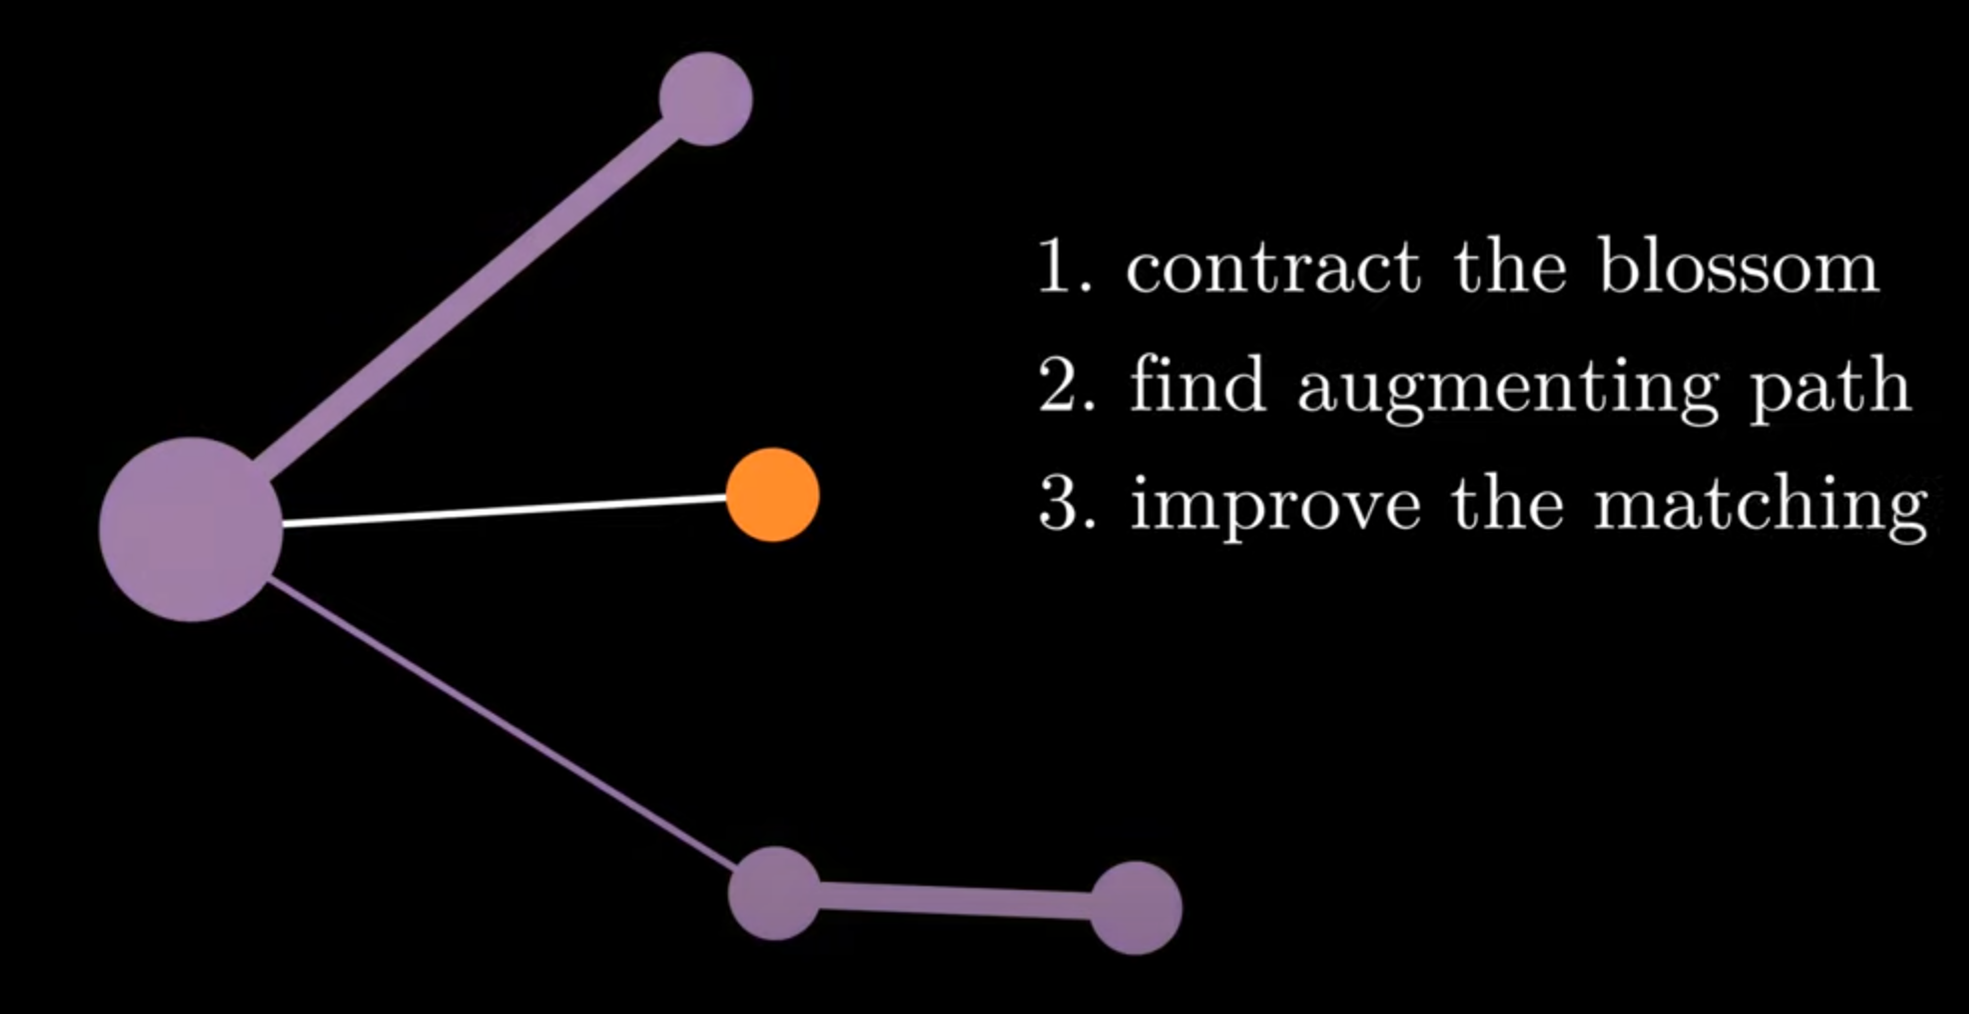 1. contract the blossom
2. find augmenting path
3. improve the matching